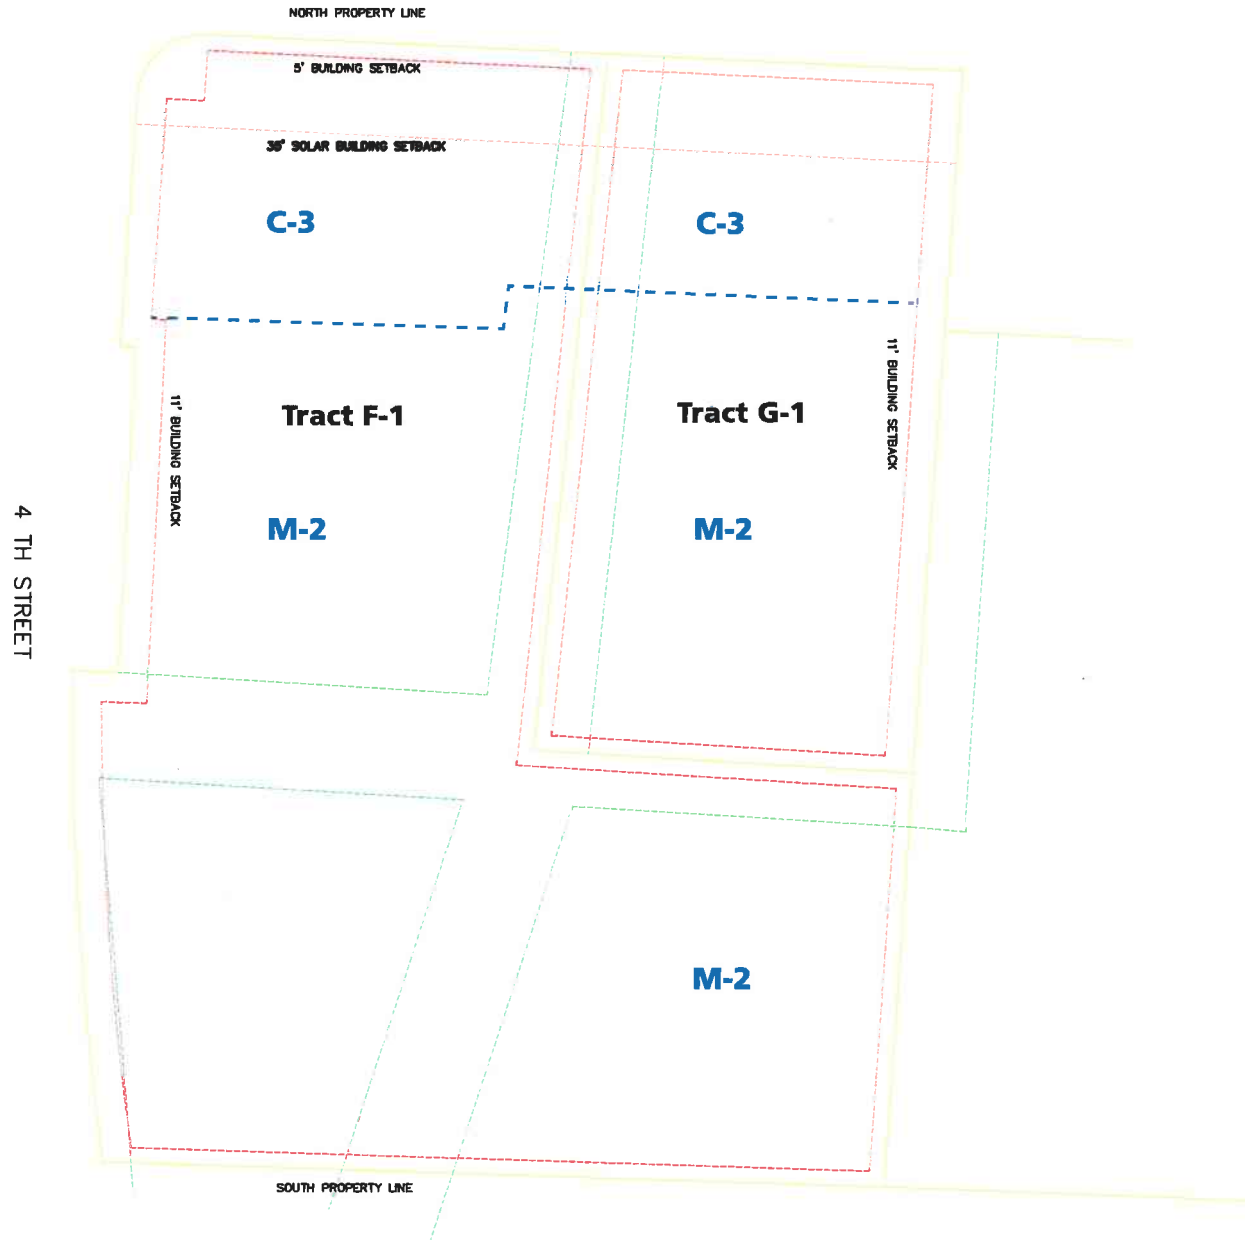 NORTH PROPERTY LINE
5' BUILDING SETBACK
SOLAR BUILDING SETBACK
C-3
C-3
11' BUILDING SETBACK
11' BUILDING SETBACK
Tract F-1
Tract G-1
M-2
M-2
4 TH STREET
M-2
SOUTH PROPERTY LINE